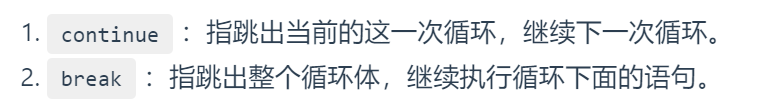 1. continue : 指跳出当前的这一次循环，继续下一次循环。
2. break : 指跳出整个循环体，继续执行循环下面的语句。